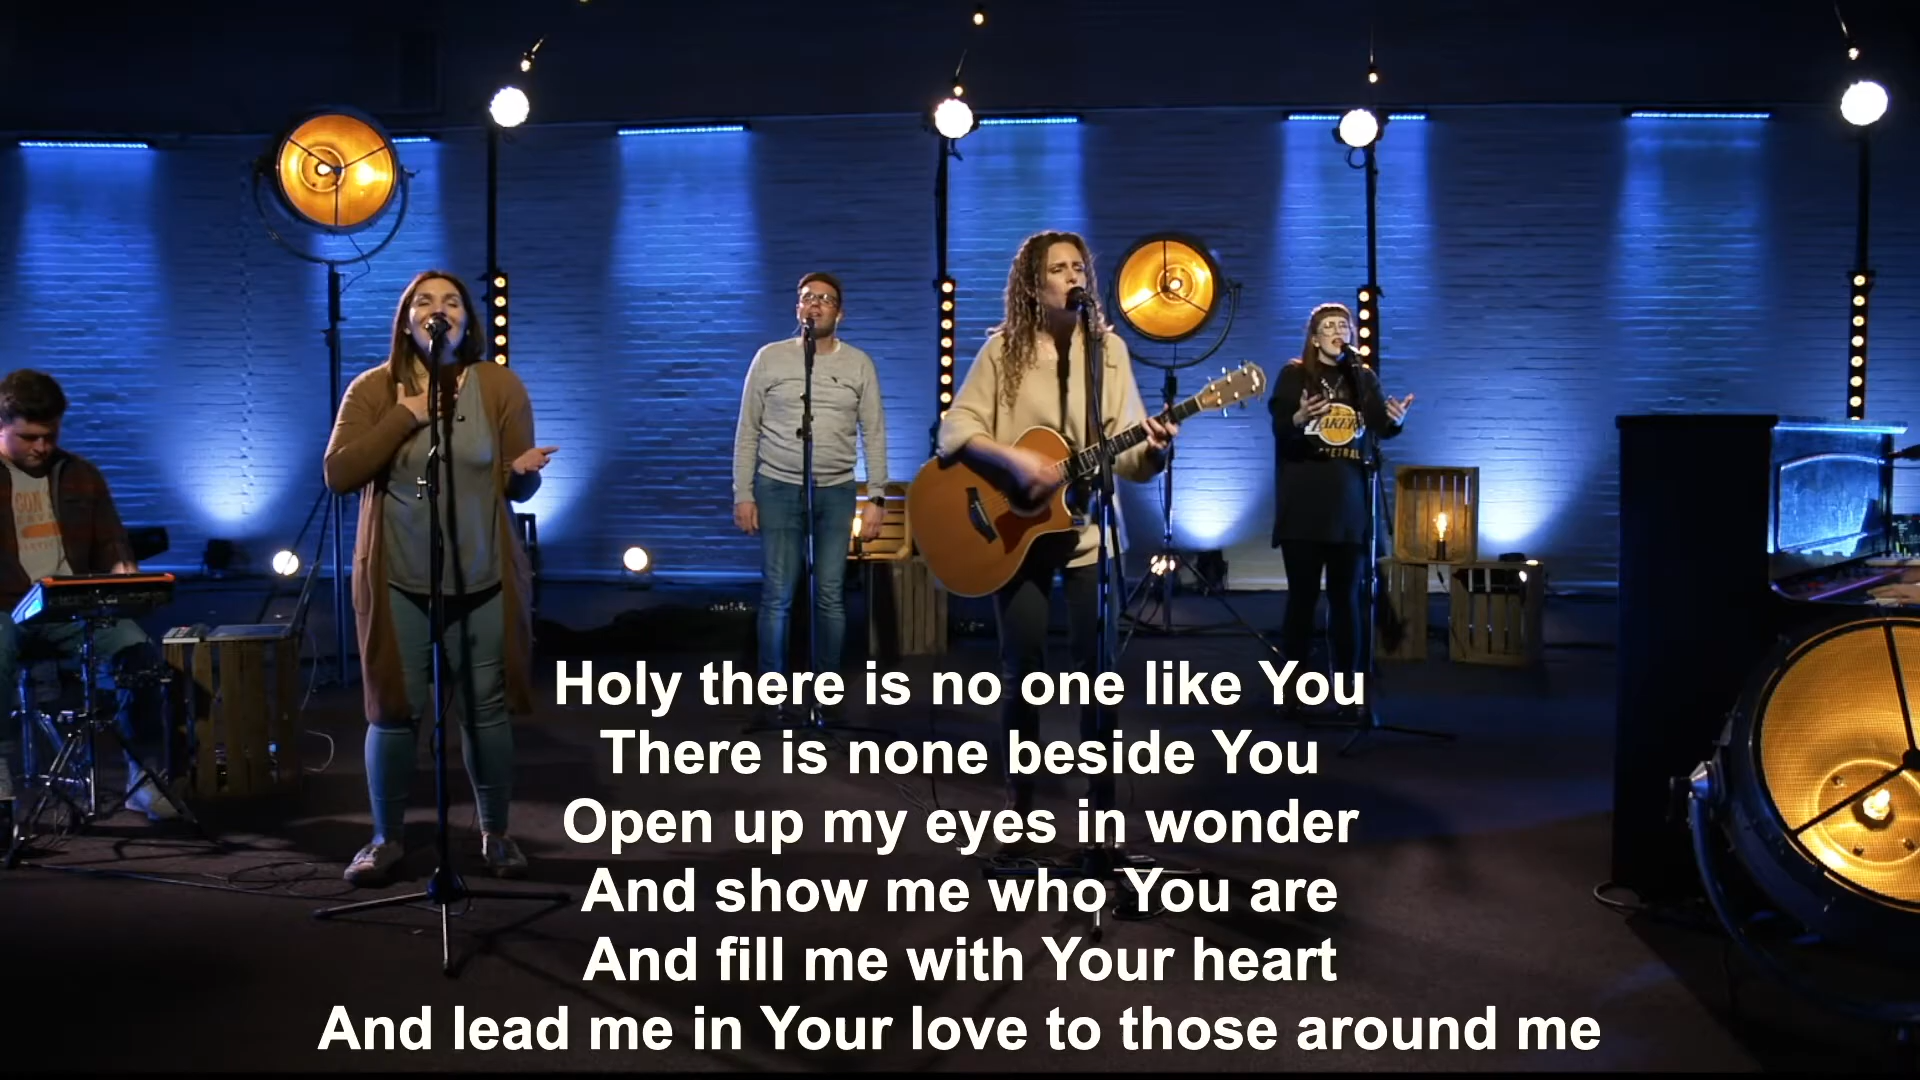 Holy there is no one like You
There is none beside You
Open up my eyes in wonder
And show me who You are
And fill me with Your heart
And lead me in Your love to those around me
LAKERS